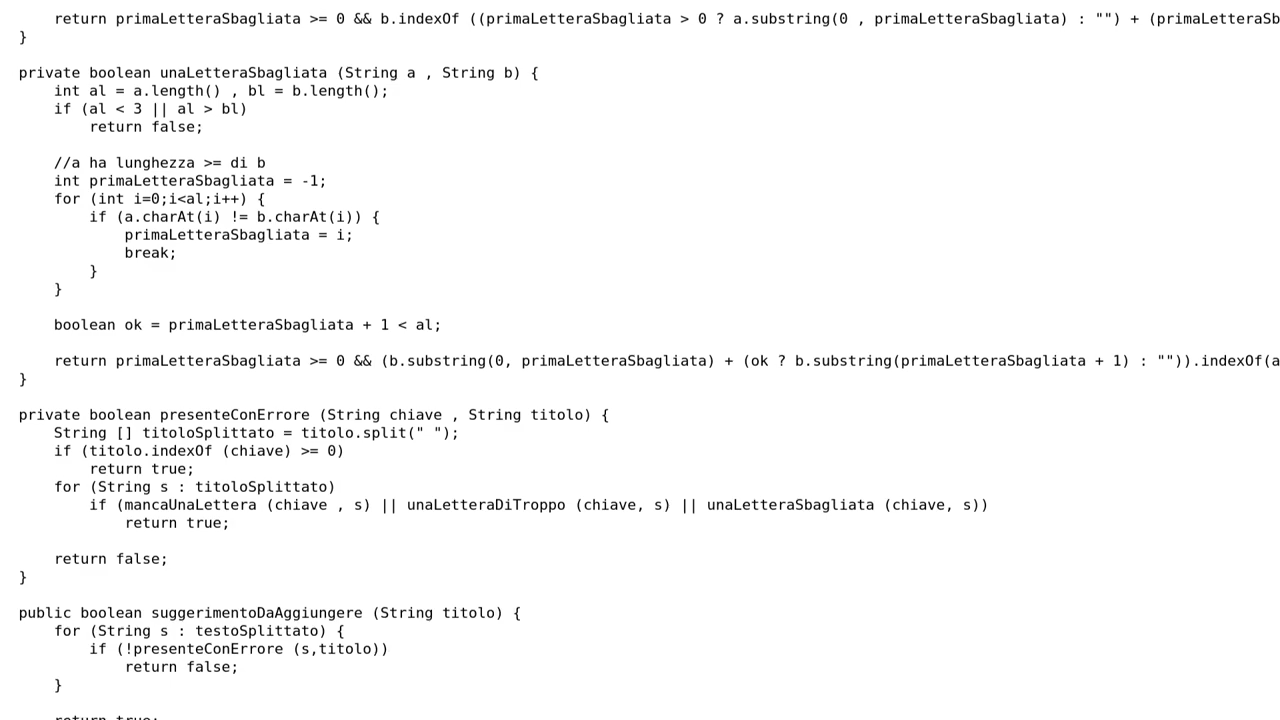 return primaLetteraSbagliata >= 0 && b.indexOf ((primaLetteraSbagliata > 0 ? a.substring(0 , primaLetteraSbagliata) : "") + (primaLetteraSb
}
private boolean unaLetteraSbagliata (String a , String b) {
int al = a.length() , bl = b.length();
if (al < 3 || al > bl)
return false;
//a ha lunghezza >= di b
int primaLetteraSbagliata = -1;
for (int i=0;i<al;i++) {
if (a.charAt(i) != b.charAt(i)) {
primaLetteraSbagliata = i;
break;
}
}
boolean ok = primaLetteraSbagliata + 1 < al;
return primaLetteraSbagliata >= 0 && (b.substring(0, primaLetteraSbagliata) + (ok ? b.substring(primaLetteraSbagliata + 1) : "")).indexOf(a
}
private boolean presenteConErrore (String chiave , String titolo) {
String [] titoloSplittato = titolo.split(" ");
if (titolo.indexOf (chiave) >= 0)
return true;
for (String s : titoloSplittato)
if (mancaUnaLettera (chiave , s) || unaLetteraDiTroppo (chiave, s) || unaLetteraSbagliata (chiave, s))
return true;
return false;
}
public boolean suggerimentoDaAggiungere (String titolo) {
for (String s : testoSplittato) {
if (!presenteConErrore (s,titolo))
return false;
}
return true;